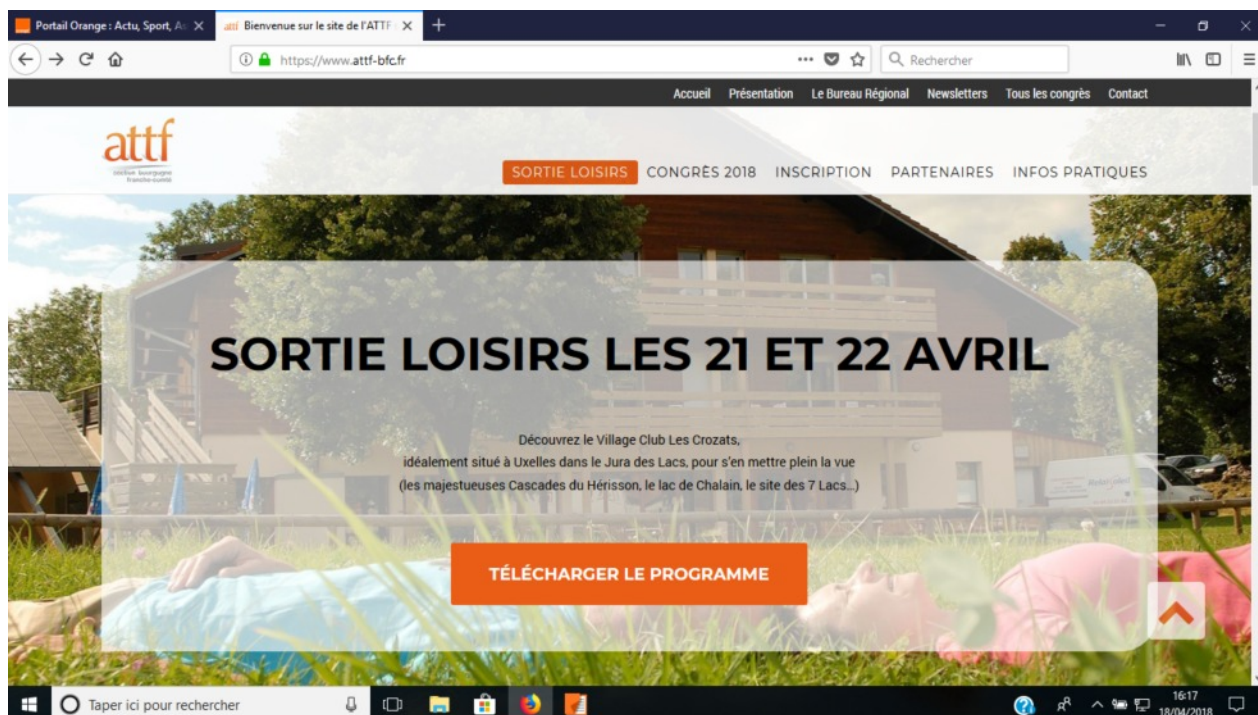 Portail Orange : Actu, Sport, A
Bienvenue sur le site de l'ATTF
https://www.attf-bfc.fr
Rechercher
Accueil Présentation Le Bureau Régional Newsletters Tous les congrès Contact
attf
section bourgogne
franche-comté
SORTIE LOISIRS CONGRÈS 2018 INSCRIPTION PARTENAIRES INFOS PRATIQUES
SORTIE LOISIRS LES 21 ET 22 AVRIL
Découvrez le Village Club Les Crozats,
idéalement situé à Uxelles dans le Jura des Lacs, pour s'en mettre plein la vue
(les majestueuses Cascades du Hérisson, le lac de Chalain, le site des 7 Lacs...)
TÉLÉCHARGER LE PROGRAMME
Taper ici pour rechercher
16:17
18/04/2018